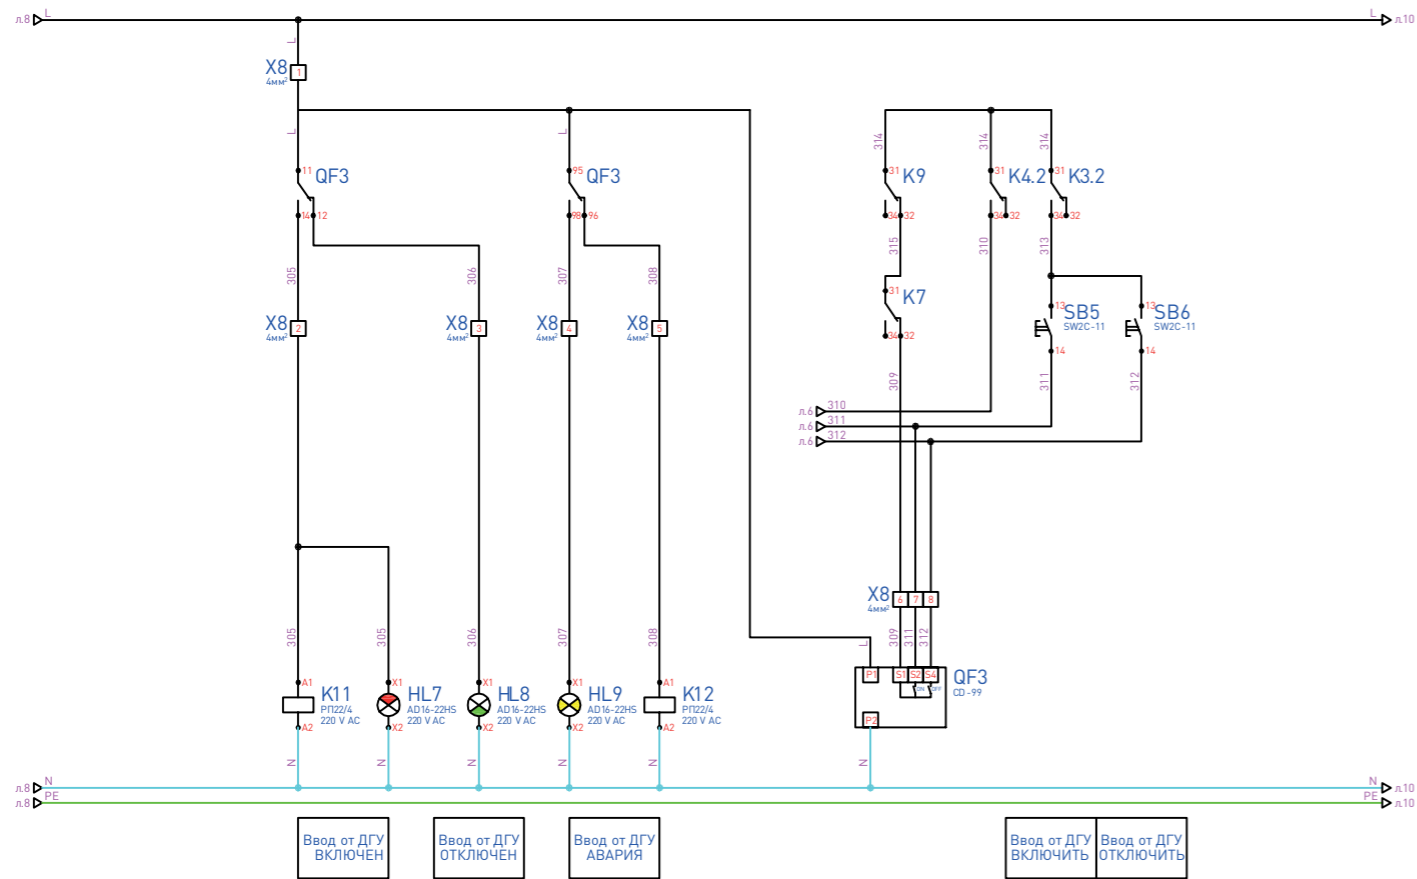 л.8
L
L
л.10
L
X8
1
4мм²
L
L
314
314
314
11
QF3
95
QF3
31
K9
31
K4.2
31
K3.2
14
12
98
96
34
32
34
32
34
32
305
306
307
308
315
310
313
31
K7
13
SB5
SW2C-11
13
SB6
SW2C-11
X8
2
4мм²
X8
3
4мм²
X8
4
4мм²
X8
5
4мм²
34
32
14
14
309
311
312
л.6
310
л.6
311
л.6
312
X8
6
7
8
4мм²
305
305
306
307
308
L
309
311
312
A1
K11
РП22/4
220 V AC
A2
X1
HL7
AD16-22HS
220 V AC
X2
X1
HL8
AD16-22HS
220 V AC
X2
X1
HL9
AD16-22HS
220 V AC
X2
A1
K12
РП22/4
220 V AC
A2
P1
S1
S2
S4
QF3
CD-99
ON
OFF
P2
N
N
N
N
N
N
л.8
N
N
л.10
л.8
PE
PE
л.10
Ввод от ДГУ
ВКЛЮЧЕН
Ввод от ДГУ
ОТКЛЮЧЕН
Ввод от ДГУ
АВАРИЯ
Ввод от ДГУ
ВКЛЮЧИТЬ
Ввод от ДГУ
ОТКЛЮЧИТЬ